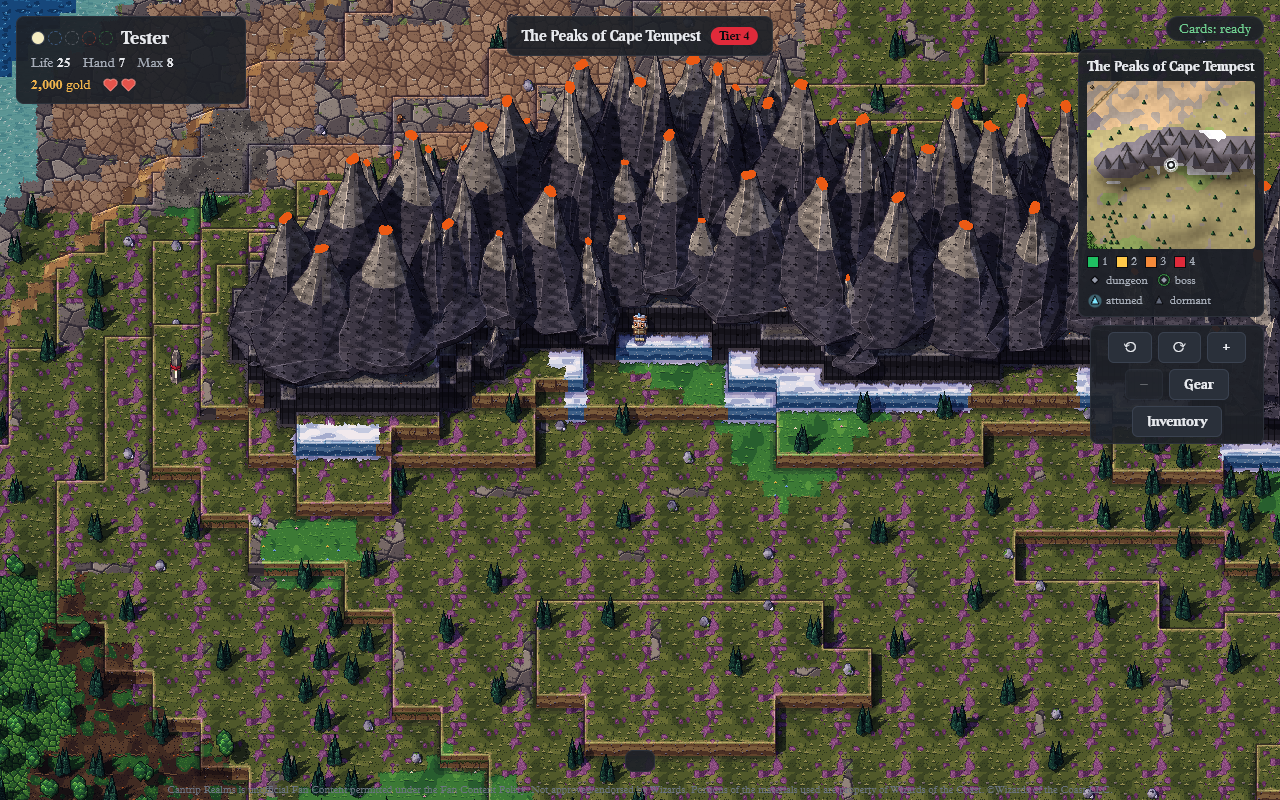 Tester
Life 25 Hand 7 Max 8
2,000 gold
The Peaks of Cape Tempest Tier 4
Cards: ready
The Peaks of Cape Tempest
1 2 3 4
dungeon boss
attuned dormant
+
− Gear
Inventory